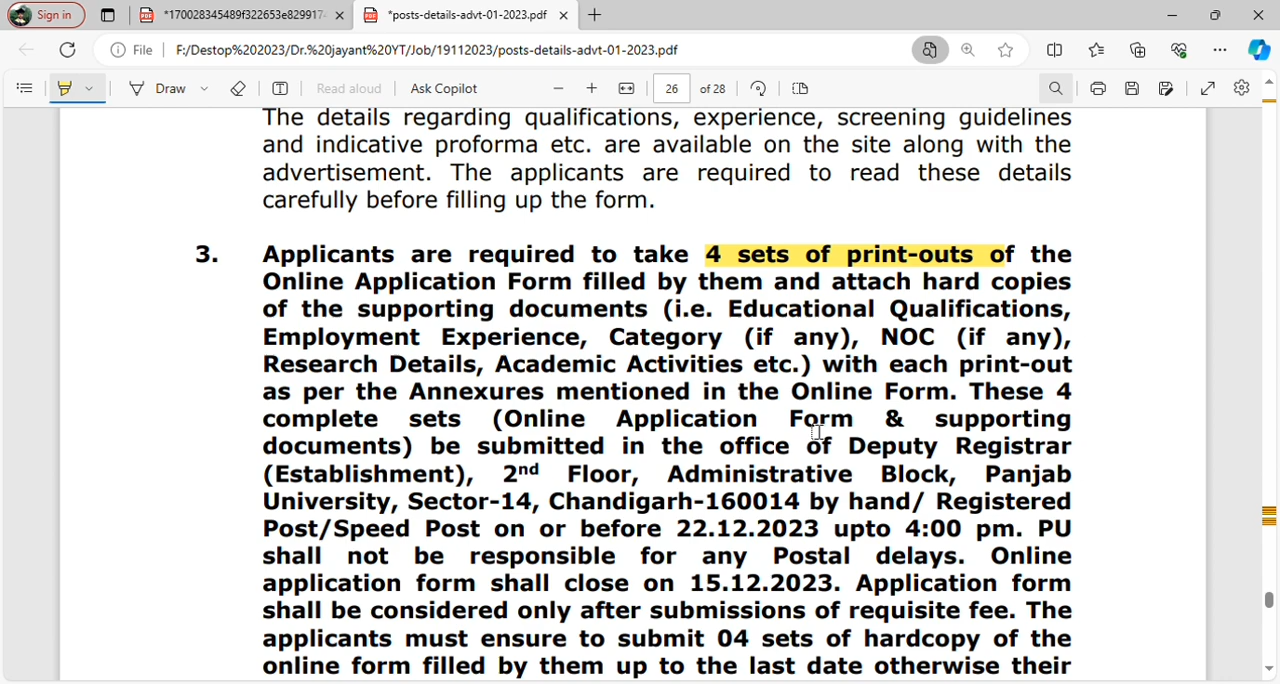 Sign in
*170028345489f322653e829917
*posts-details-advt-01-2023.pdf
File
F:/Destop%202023/Dr.%20jayant%20YT/Job/19112023/posts-details-advt-01-2023.pdf
Draw
Read aloud
Ask Copilot
26 of 28
The details regarding qualifications, experience, screening guidelines
and indicative proforma etc. are available on the site along with the
advertisement. The applicants are required to read these details
carefully before filling up the form.
3. Applicants are required to take 4 sets of print-outs of the
Online Application Form filled by them and attach hard copies
of the supporting documents (i.e. Educational Qualifications,
Employment Experience, Category (if any), NOC (if any),
Research Details, Academic Activities etc.) with each print-out
as per the Annexures mentioned in the Online Form. These 4
complete sets (Online Application Form & supporting
documents) be submitted in the office of Deputy Registrar
(Establishment), 2nd Floor, Administrative Block, Panjab
University, Sector-14, Chandigarh-160014 by hand/ Registered
Post/Speed Post on or before 22.12.2023 upto 4:00 pm. PU
shall not be responsible for any Postal delays. Online
application form shall close on 15.12.2023. Application form
shall be considered only after submissions of requisite fee. The
applicants must ensure to submit 04 sets of hardcopy of the
online form filled by them up to the last date otherwise their